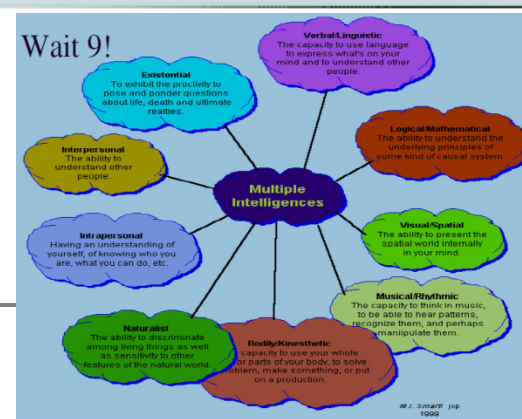 Wait 9!
Verbal/Linguistic
The capacity to use language
to express what's on your
mind and to understand other
people.
Existential
To exhibit the proclivity to
pose and ponder questions
about life, death and ultimate
realties.
Logical/Mathematical
The ability to understand the
underlying principles of
some kind of causal system.
Interpersonal
The ability to
understand other
people.
Multiple
Intelligences
Visual/Spatial
The ability to present the
spatial world internally
in your mind.
Intrapersonal
Having an understanding of
yourself, of knowing who you
are, what you can do, etc.
Musical/Rhythmic
The capacity to think in music,
to be able to hear patterns,
recognize them, and perhaps
manipulate them.
Naturalist
The ability to discriminate
among living things as well
as sensitivity to other
features of the natural world.
Bodily/Kinesthetic
capacity to use your whole
or parts of your body, to solve
problem, make something, or put
on a production.
M.J.
1999